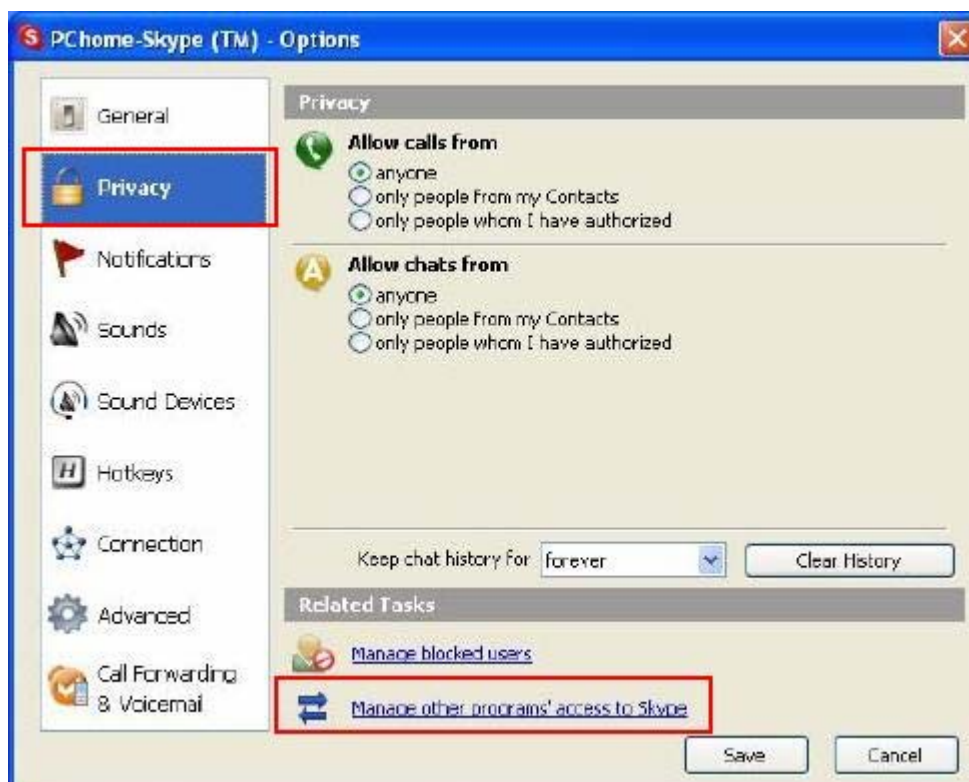 PChome-Skype (TM) - Options
General
Privacy
Notifications
Sounds
Sound Devices
Hotkeys
Connection
Advanced
Call Forwarding
& Voicemail
Privacy
Allow calls from
anyone
only people from my Contacts
only people whom I have authorized
Allow chats from
anyone
only people from my Contacts
only people whom I have authorized
Keep chat history for forever Clear History
Related Tasks
Manage blocked users
Manage other programs' access to Skype
Save Cancel